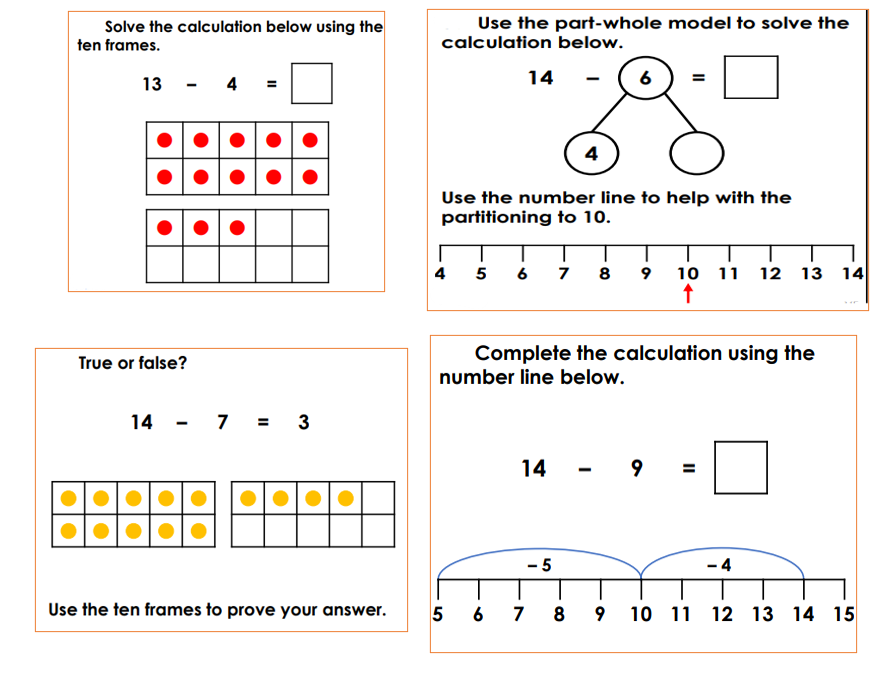 Solve the calculation below using the
ten frames.
13 - 4 =
Use the part-whole model to solve the
calculation below.
14 - 6 =
4
Use the number line to help with the
partitioning to 10.
4 5 6 7 8 9 10 11 12 13 14
True or false?
14 - 7 = 3
Use the ten frames to prove your answer.
Complete the calculation using the
number line below.
14 - 9 =
- 5 - 4
5 6 7 8 9 10 11 12 13 14 15